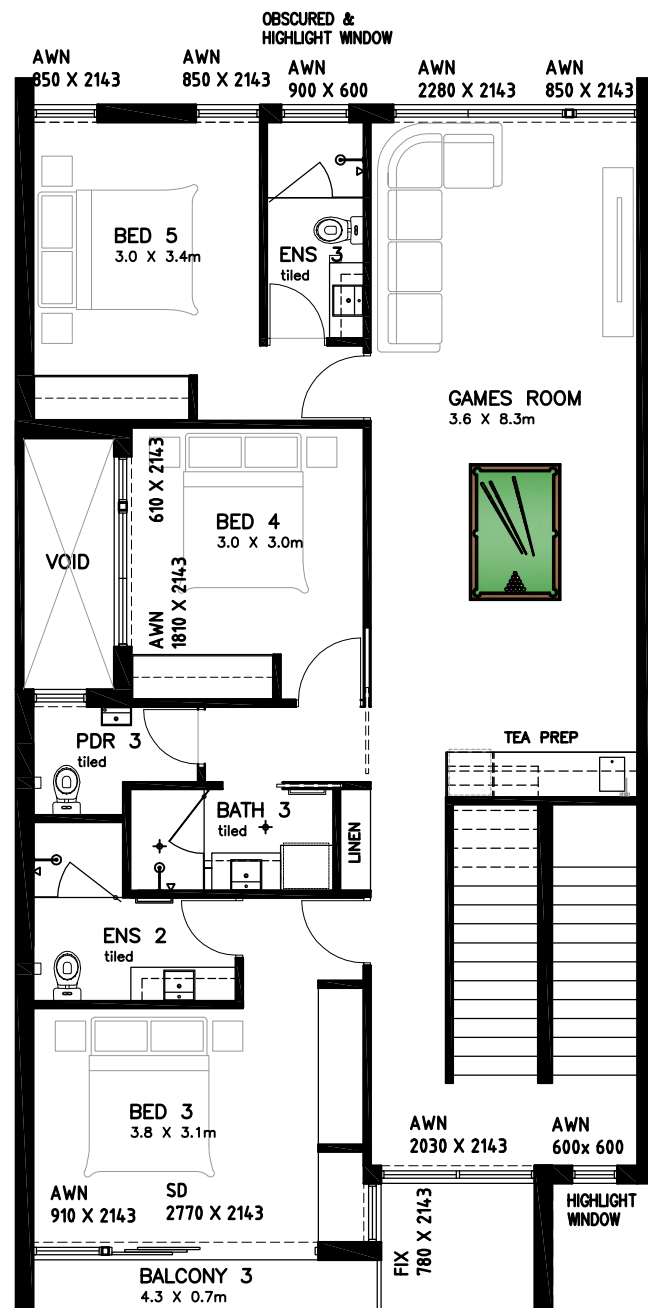 OBSCURED &
HIGHLIGHT WINDOW
AWN
850 X 2143
AWN
850 X 2143
AWN
900 X 600
AWN
2280 X 2143
AWN
850 X 2143
BED 5
3.0 X 3.4m
ENS 3
tiled
GAMES ROOM
3.6 X 8.3m
610 X 2143
BED 4
3.0 X 3.0m
VOID
AWN
1810 X 2143
PDR 3
tiled
TEA PREP
BATH 3
tiled
LINEN
ENS 2
tiled
BED 3
3.8 X 3.1m
AWN
2030 X 2143
AWN
600x 600
AWN
910 X 2143
SD
2770 X 2143
FIX
780 X 2143
HIGHLIGHT
WINDOW
BALCONY 3
4.3 X 0.7m